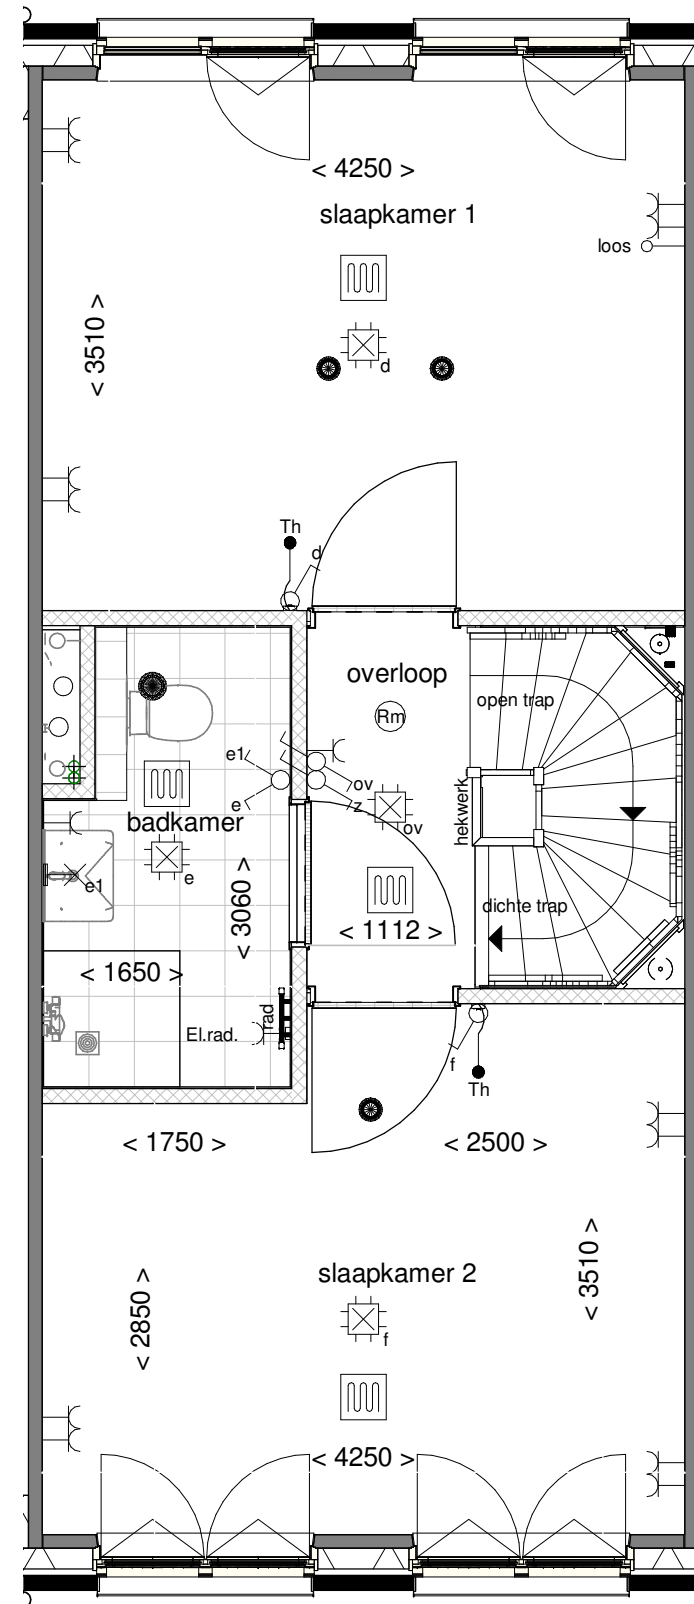 < 4250 >
slaapkamer 1
loos
< 3510 >
d
Th
d
overloop
open trap
Rm
e1
ov
e
z
hekwerk
badkamer
ov
e
e1
< 3060 >
dichte trap
< 1112 >
< 1650 >
rad
El.rad.
f
Th
< 1750 >
< 2500 >
< 3510 >
slaapkamer 2
< 2850 >
f
< 4250 >